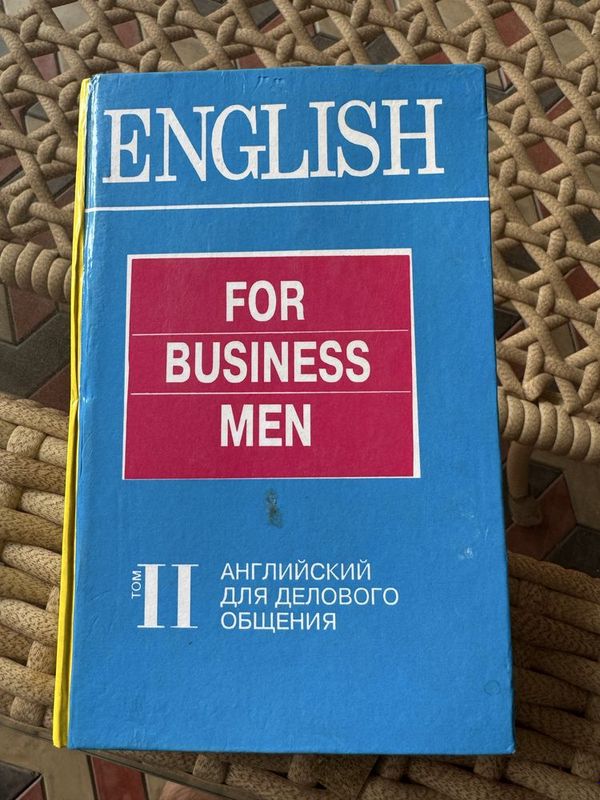 ENGLISH
FOR
BUSINESS
MEN
ТОМ II
АНГЛИЙСКИЙ
ДЛЯ ДЕЛОВОГО
ОБЩЕНИЯ